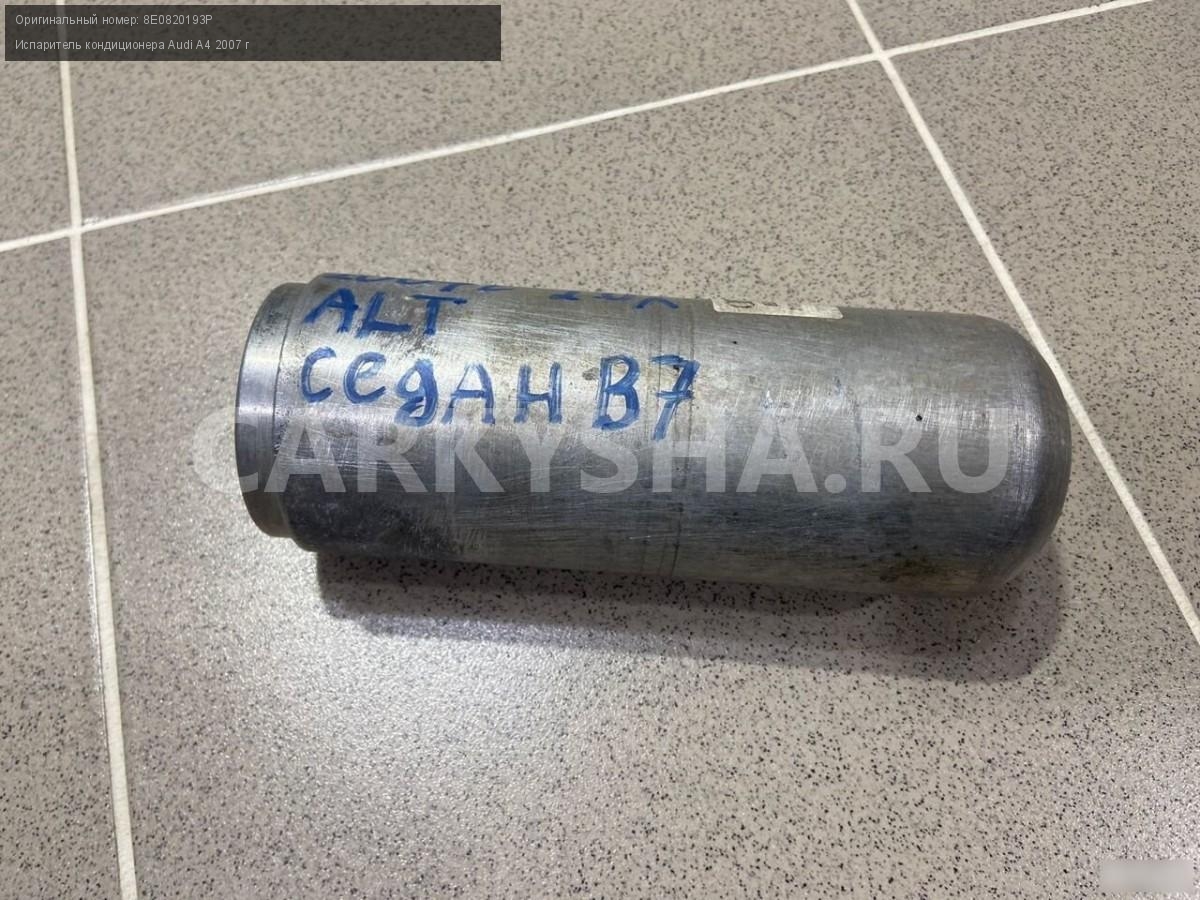 Оригинальный номер: 8E0820193P
Испаритель кондиционера Audi A4 2007 г
ALT
СЕДАН B7
CARKYSHA.RU